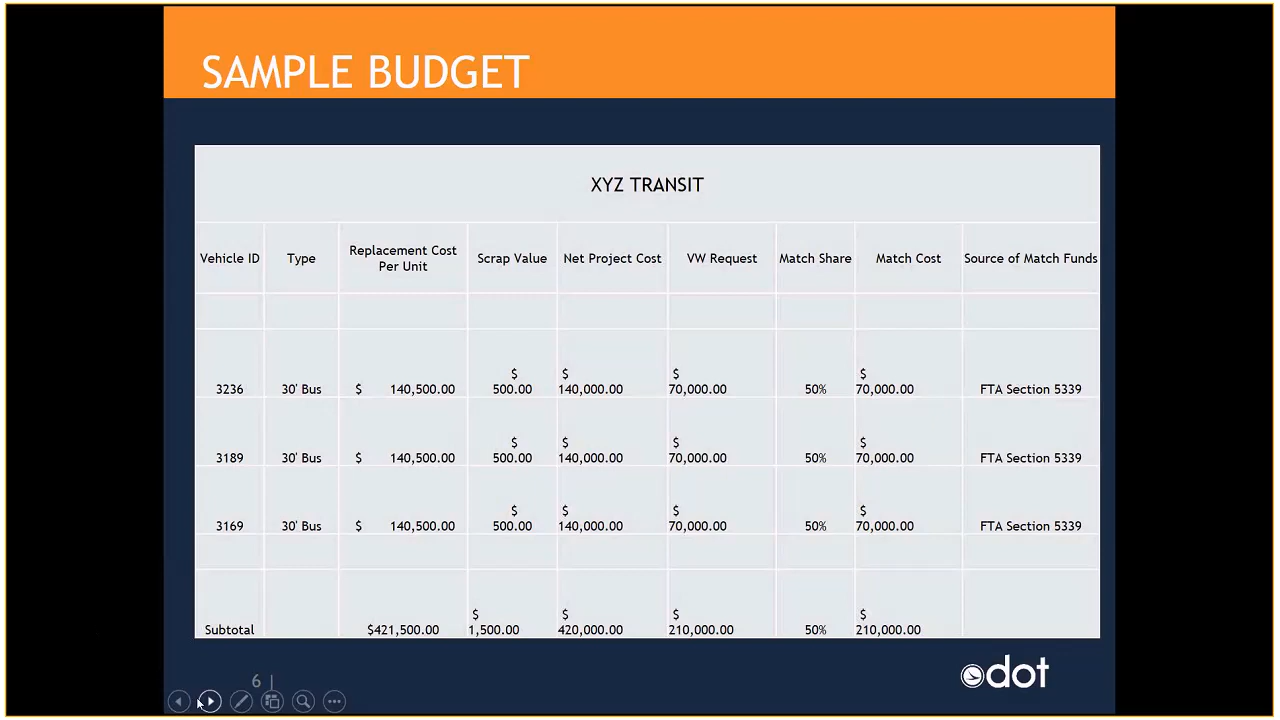 SAMPLE BUDGET
XYZ TRANSIT
Vehicle ID Type Replacement Cost Per Unit Scrap Value Net Project Cost VW Request Match Share Match Cost Source of Match Funds
3236 30' Bus $ 140,500.00 $ 500.00 $ 140,000.00 $ 70,000.00 50% $ 70,000.00 FTA Section 5339
3189 30' Bus $ 140,500.00 $ 500.00 $ 140,000.00 $ 70,000.00 50% $ 70,000.00 FTA Section 5339
3169 30' Bus $ 140,500.00 $ 500.00 $ 140,000.00 $ 70,000.00 50% $ 70,000.00 FTA Section 5339
Subtotal $421,500.00 $ 1,500.00 $ 420,000.00 $ 210,000.00 50% $ 210,000.00
6 |
dot